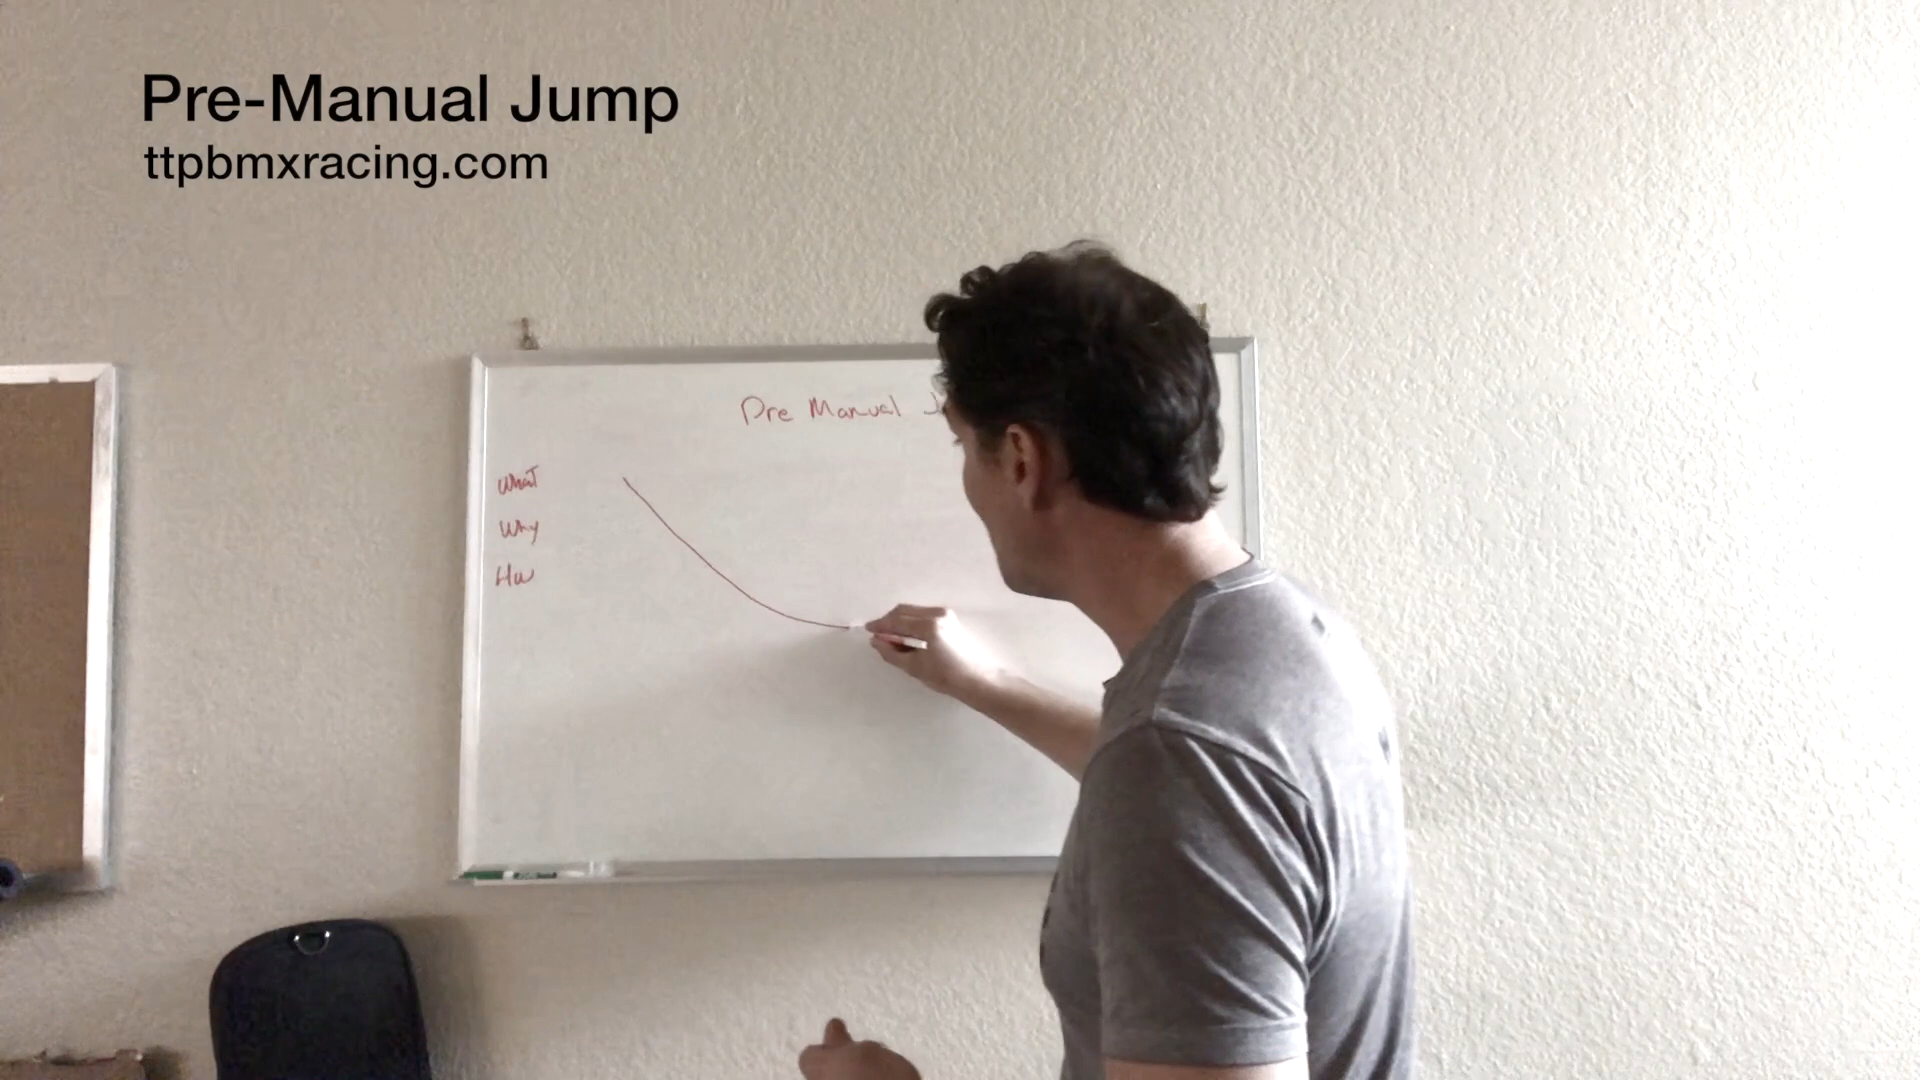 Pre-Manual Jump
ttpbmxracing.com
Pre Manual J
What
Why
How